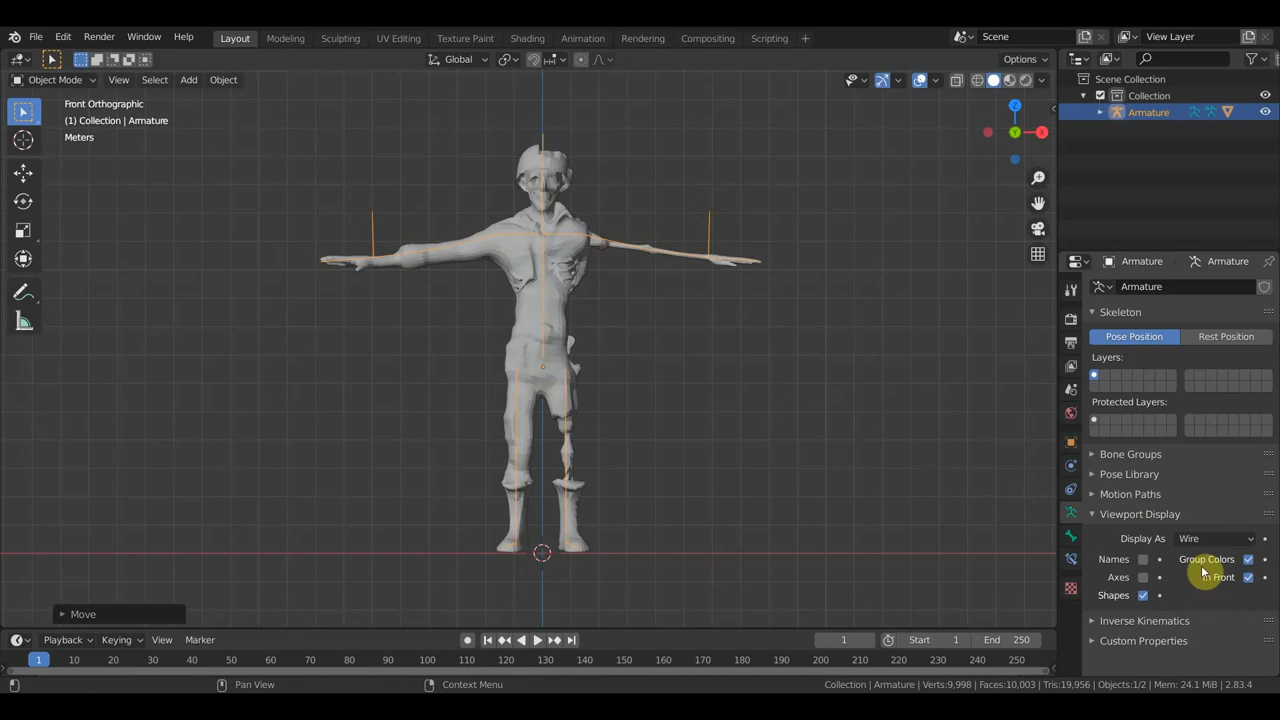 File Edit Render Window Help Layout Modeling Sculpting UV Editing Texture Paint Shading Animation Rendering Compositing Scripting + Scene View Layer
Global Options
Object Mode View Select Add Object
Scene Collection
Front Orthographic
(1) Collection | Armature
Meters
Collection
Armature
Z
Y
X
Armature Armature
Armature
Skeleton
Pose Position Rest Position
Layers:
Protected Layers:
Bone Groups
Pose Library
Motion Paths
Viewport Display
Display As Wire
Names Group Colors
Axes In Front
Shapes
Move
Inverse Kinematics
Custom Properties
Playback Keying View Marker 1 Start 1 End 250
1 10 20 30 40 50 60 70 80 90 100 110 120 130 140 150 160 170 180 190 200 210 220 230 240 250
Pan View Context Menu Collection | Armature | Verts:9,998 | Faces:10,003 | Tris:19,956 | Objects:1/2 | Mem: 24.1 MiB | 2.83.4